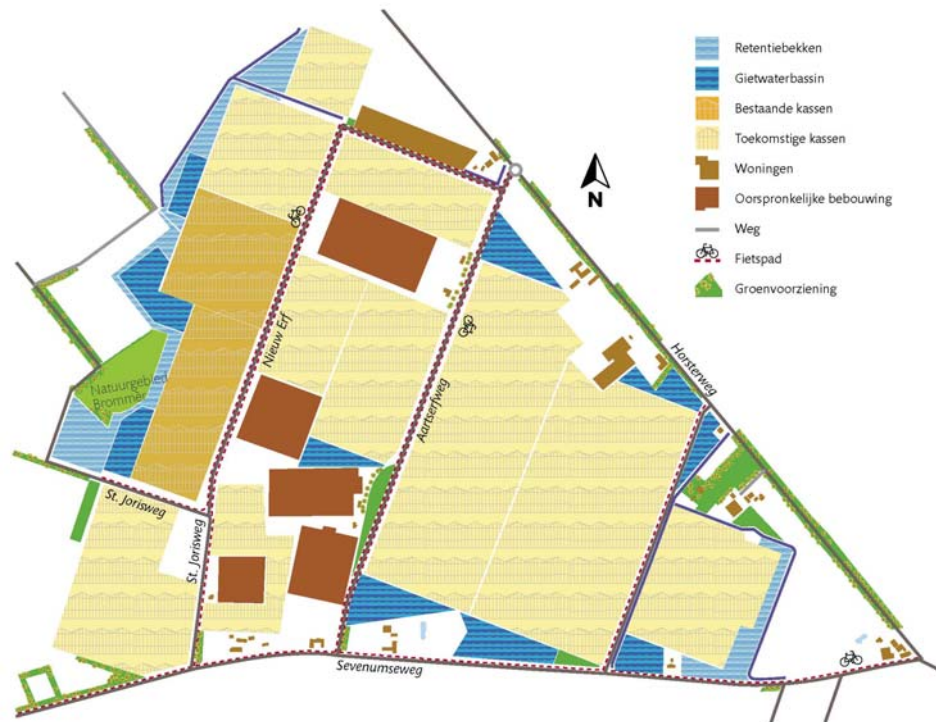 Retentiebekken
Gietwaterbassin
Bestaande kassen
Toekomstige kassen
Woningen
Oorspronkelijke bebouwing
Weg
Fietspad
Groenvoorziening
N
Nieuw Erf
Aartserfweg
Horsterweg
Natuurgebied
Brommer
St. Jorisweg
St. Jorisweg
Sevenumseweg